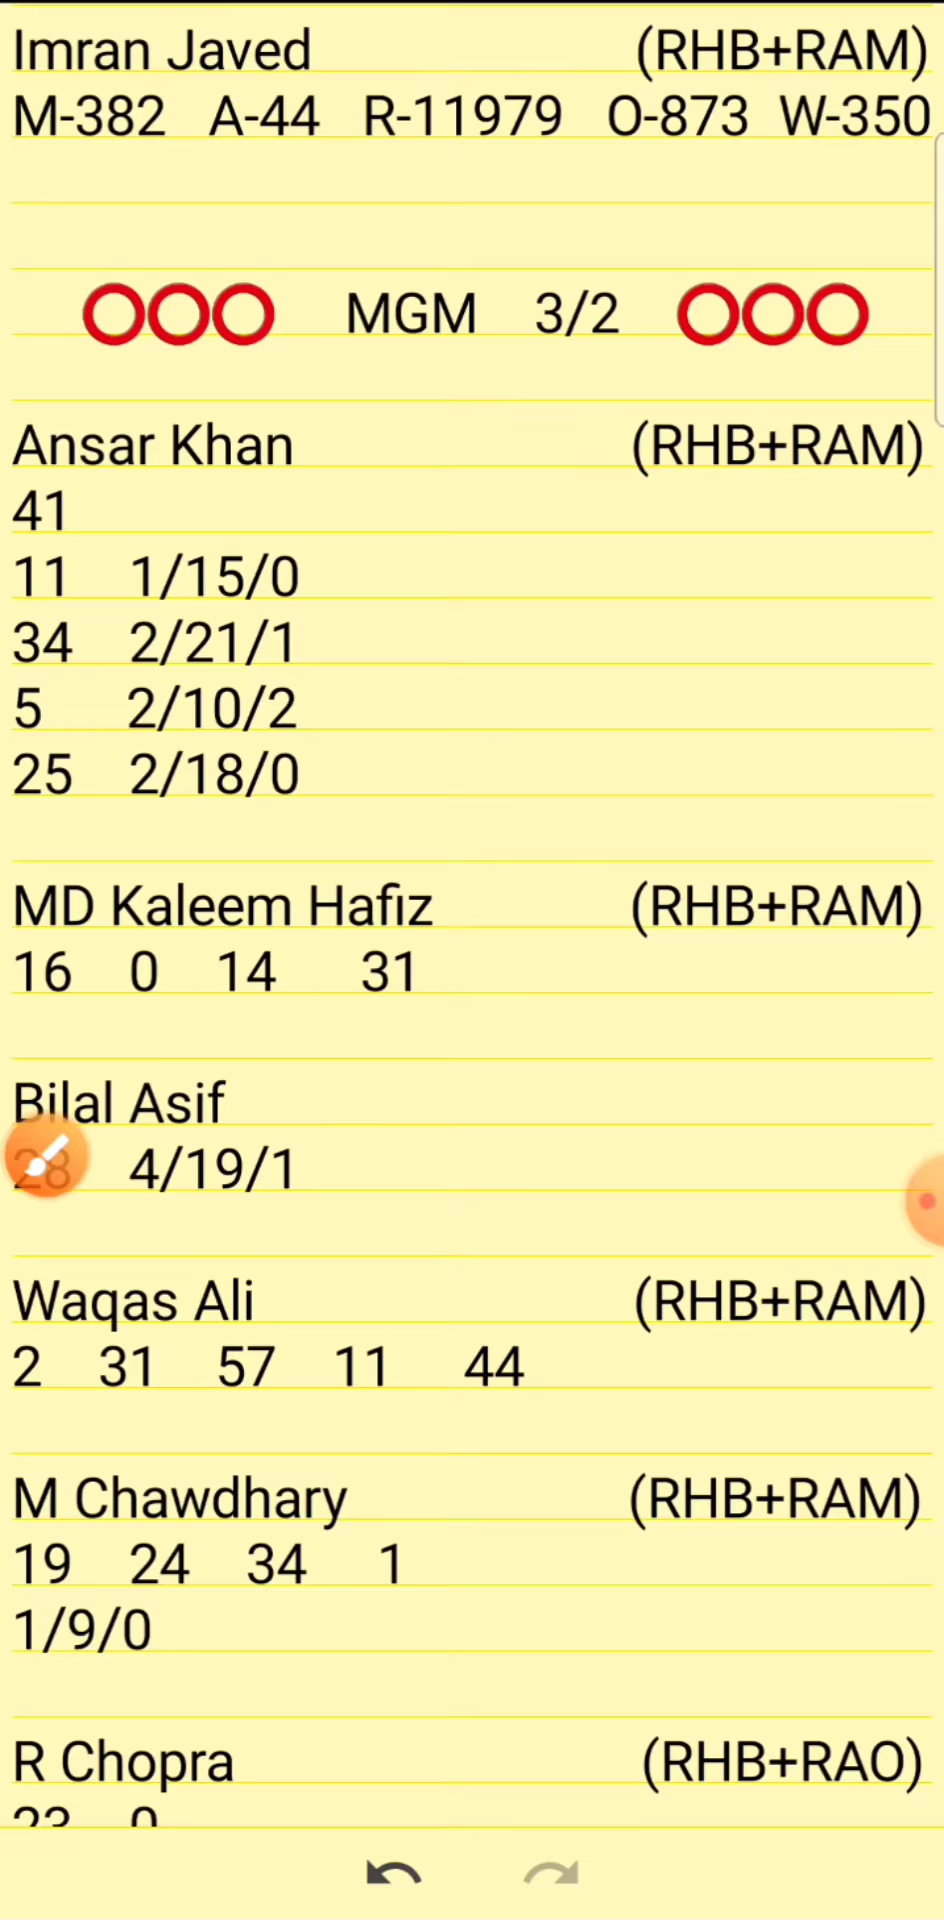 Imran Javed (RHB+RAM)
M-382 A-44 R-11979 O-873 W-350
⭕⭕⭕ MGM 3/2 ⭕⭕⭕
Ansar Khan (RHB+RAM)
41
11 1/15/0
34 2/21/1
5 2/10/2
25 2/18/0
MD Kaleem Hafiz (RHB+RAM)
16 0 14 31
Bilal Asif
28 4/19/1
Waqas Ali (RHB+RAM)
2 31 57 11 44
M Chawdhary (RHB+RAM)
19 24 34 1
1/9/0
R Chopra (RHB+RAO)